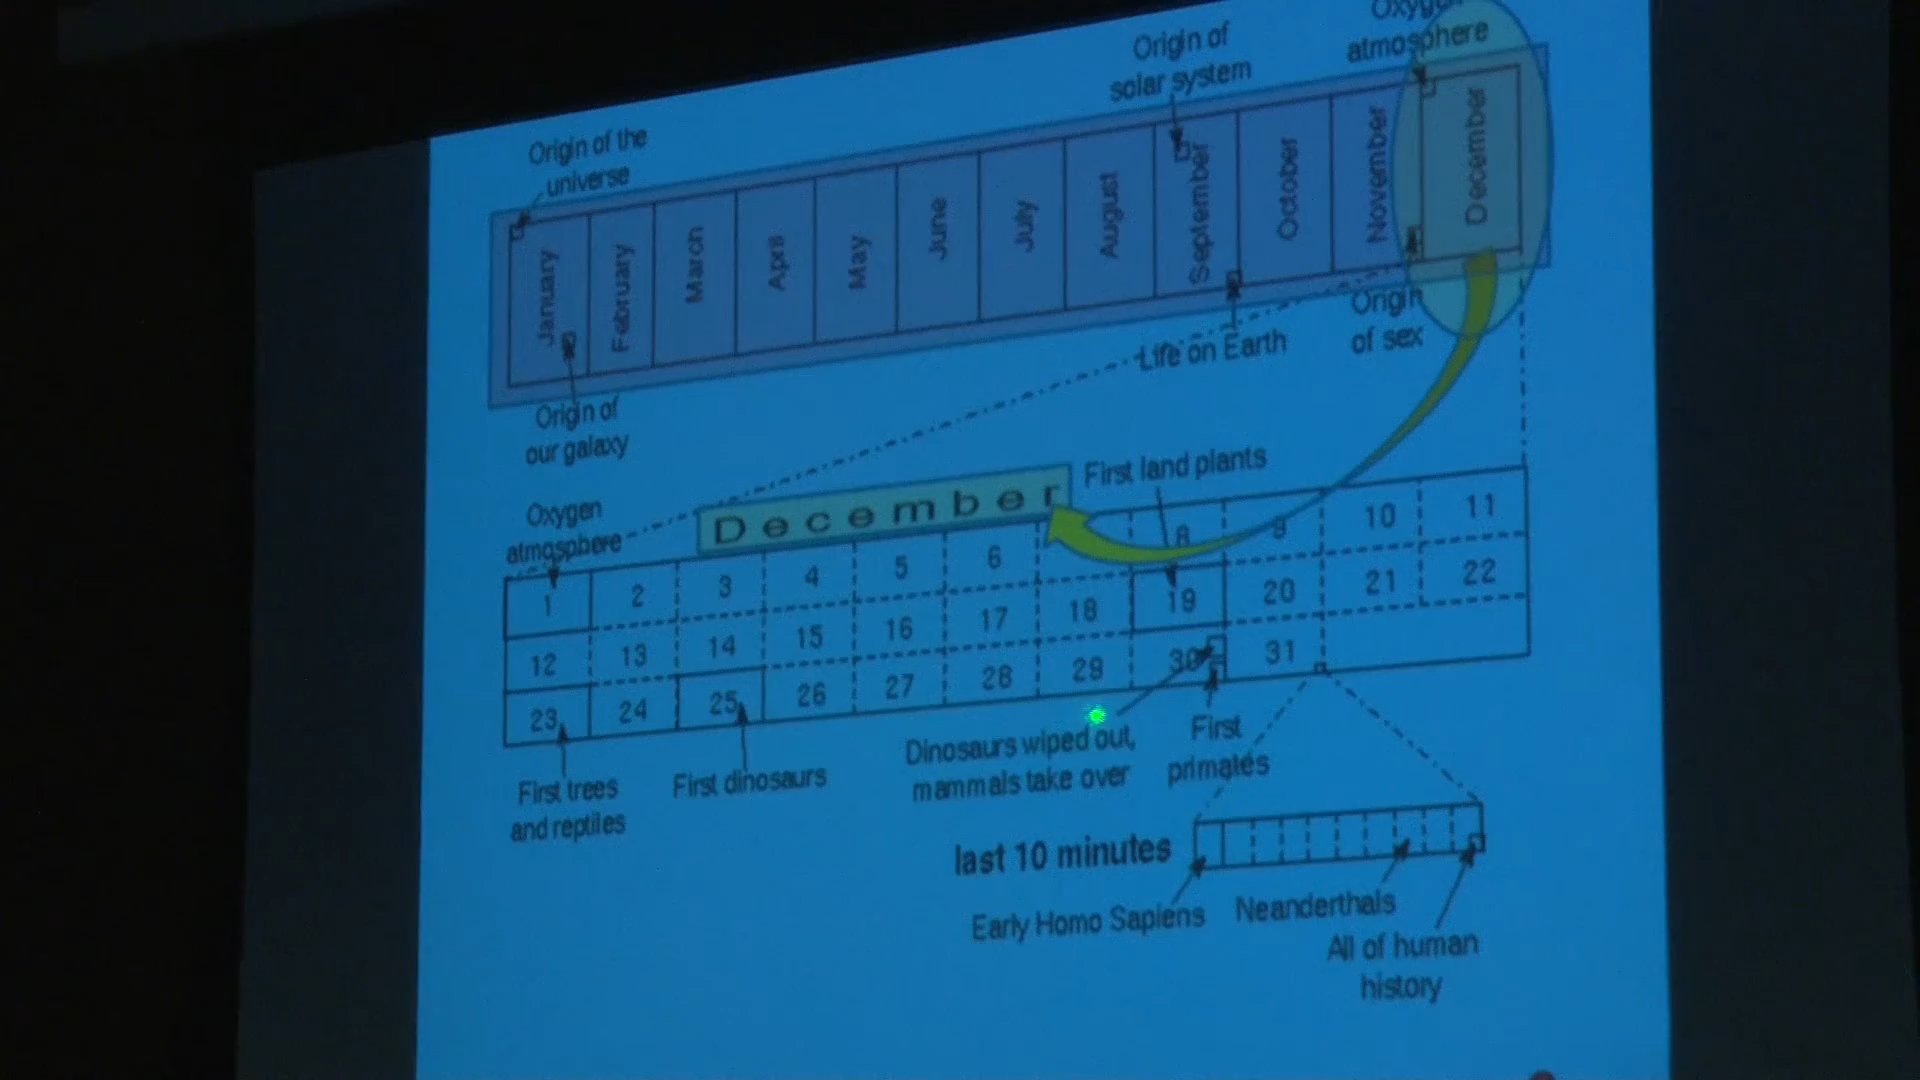 Origin of
solar system
atmosphere
Origin of the
universe
January
February
March
April
May
June
July
August
September
October
November
December
Origin of
our galaxy
Life on Earth
Origin
of sex
First land plants
Oxygen
atmosphere
December
1 2 3 4 5 6 8 9 10 11
12 13 14 15 16 17 18 19 20 21 22
23 24 25 26 27 28 29 30 31
First trees
and reptiles
First dinosaurs
Dinosaurs wiped out,
mammals take over
First
primates
last 10 minutes
Early Homo Sapiens
Neanderthals
All of human
history